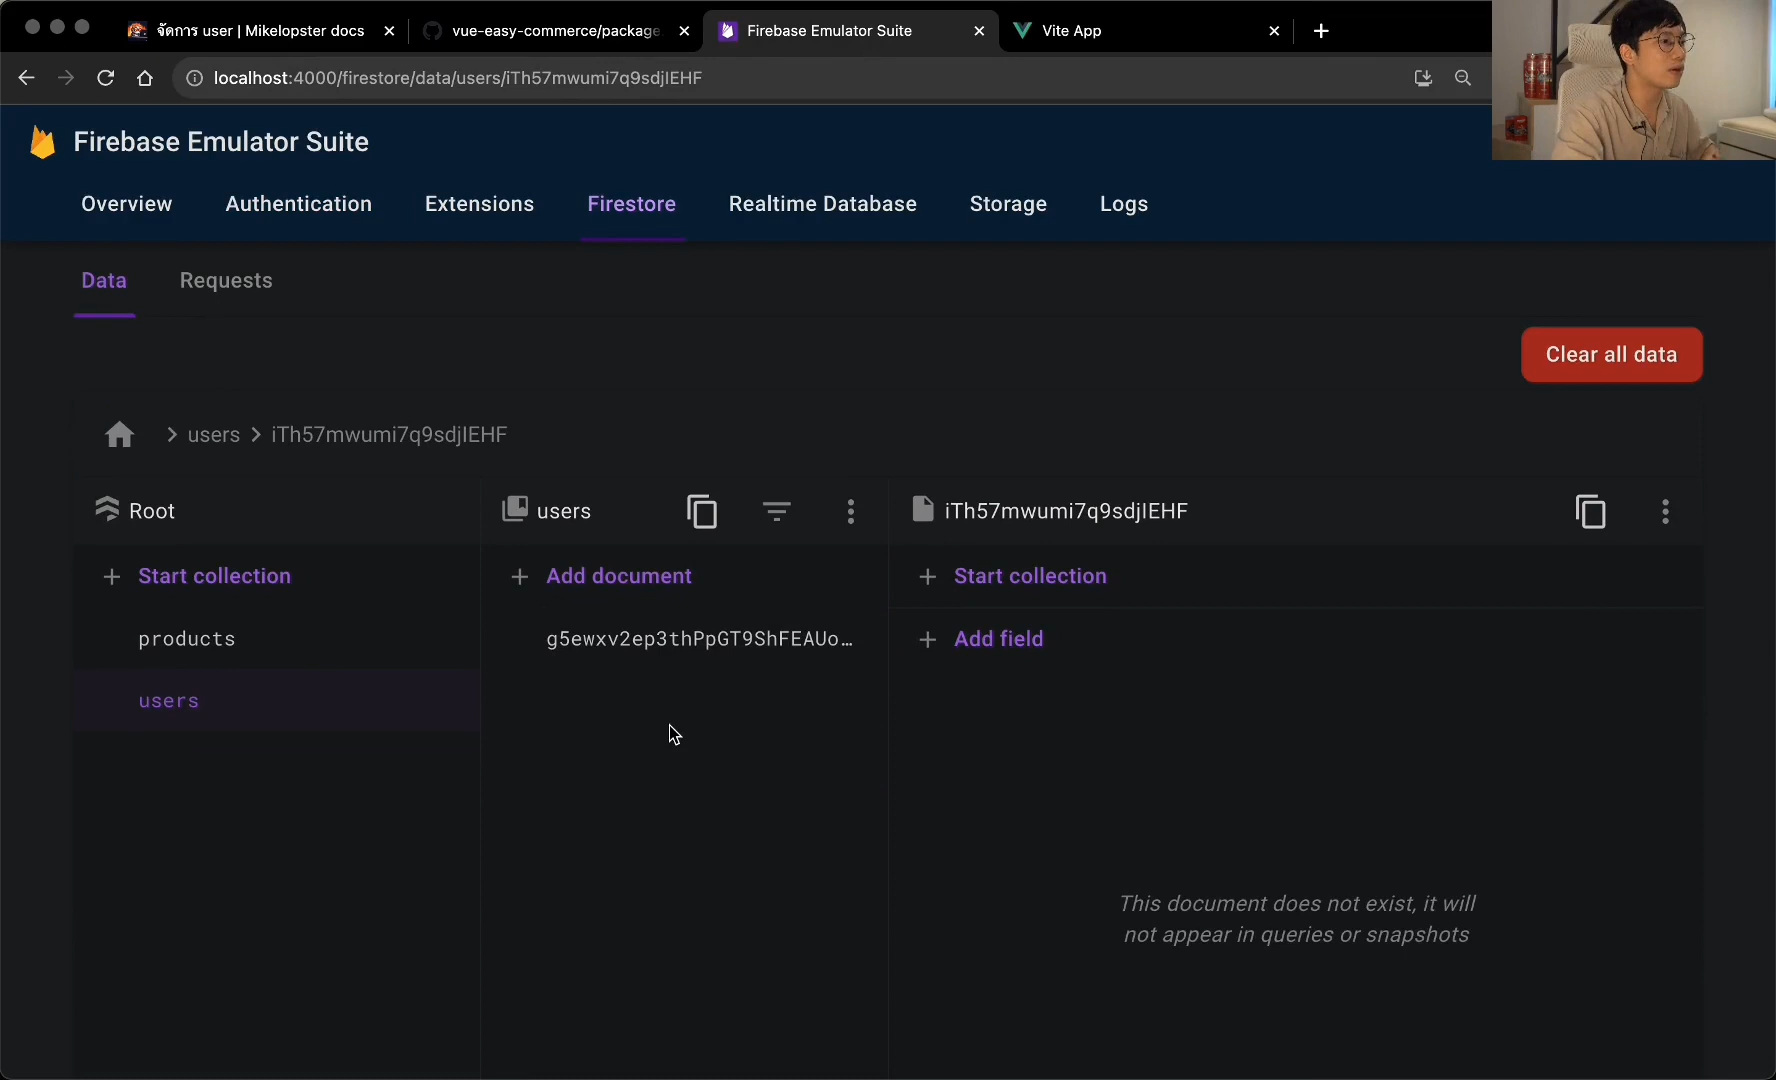 จัดการ user | Mikelopster docs
vue-easy-commerce/package
Firebase Emulator Suite
Vite App
localhost:4000/firestore/data/users/iTh57mwumi7q9sdjIEHF
Firebase Emulator Suite
Overview
Authentication
Extensions
Firestore
Realtime Database
Storage
Logs
Data
Requests
Clear all data
users
iTh57mwumi7q9sdjIEHF
Root
users
iTh57mwumi7q9sdjIEHF
Start collection
Add document
Start collection
products
g5ewxv2ep3thPpGT9ShFEAUo…
Add field
users
This document does not exist, it will
not appear in queries or snapshots